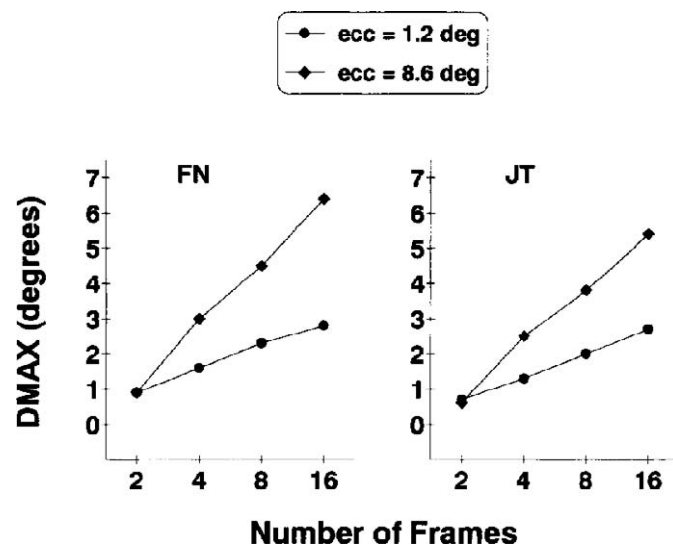 ecc = 1.2 deg
ecc = 8.6 deg
FN
JT
DMAX (degrees)
7
6
5
4
3
2
1
0
2 4 8 16
7
6
5
4
3
2
1
0
2 4 8 16
Number of Frames